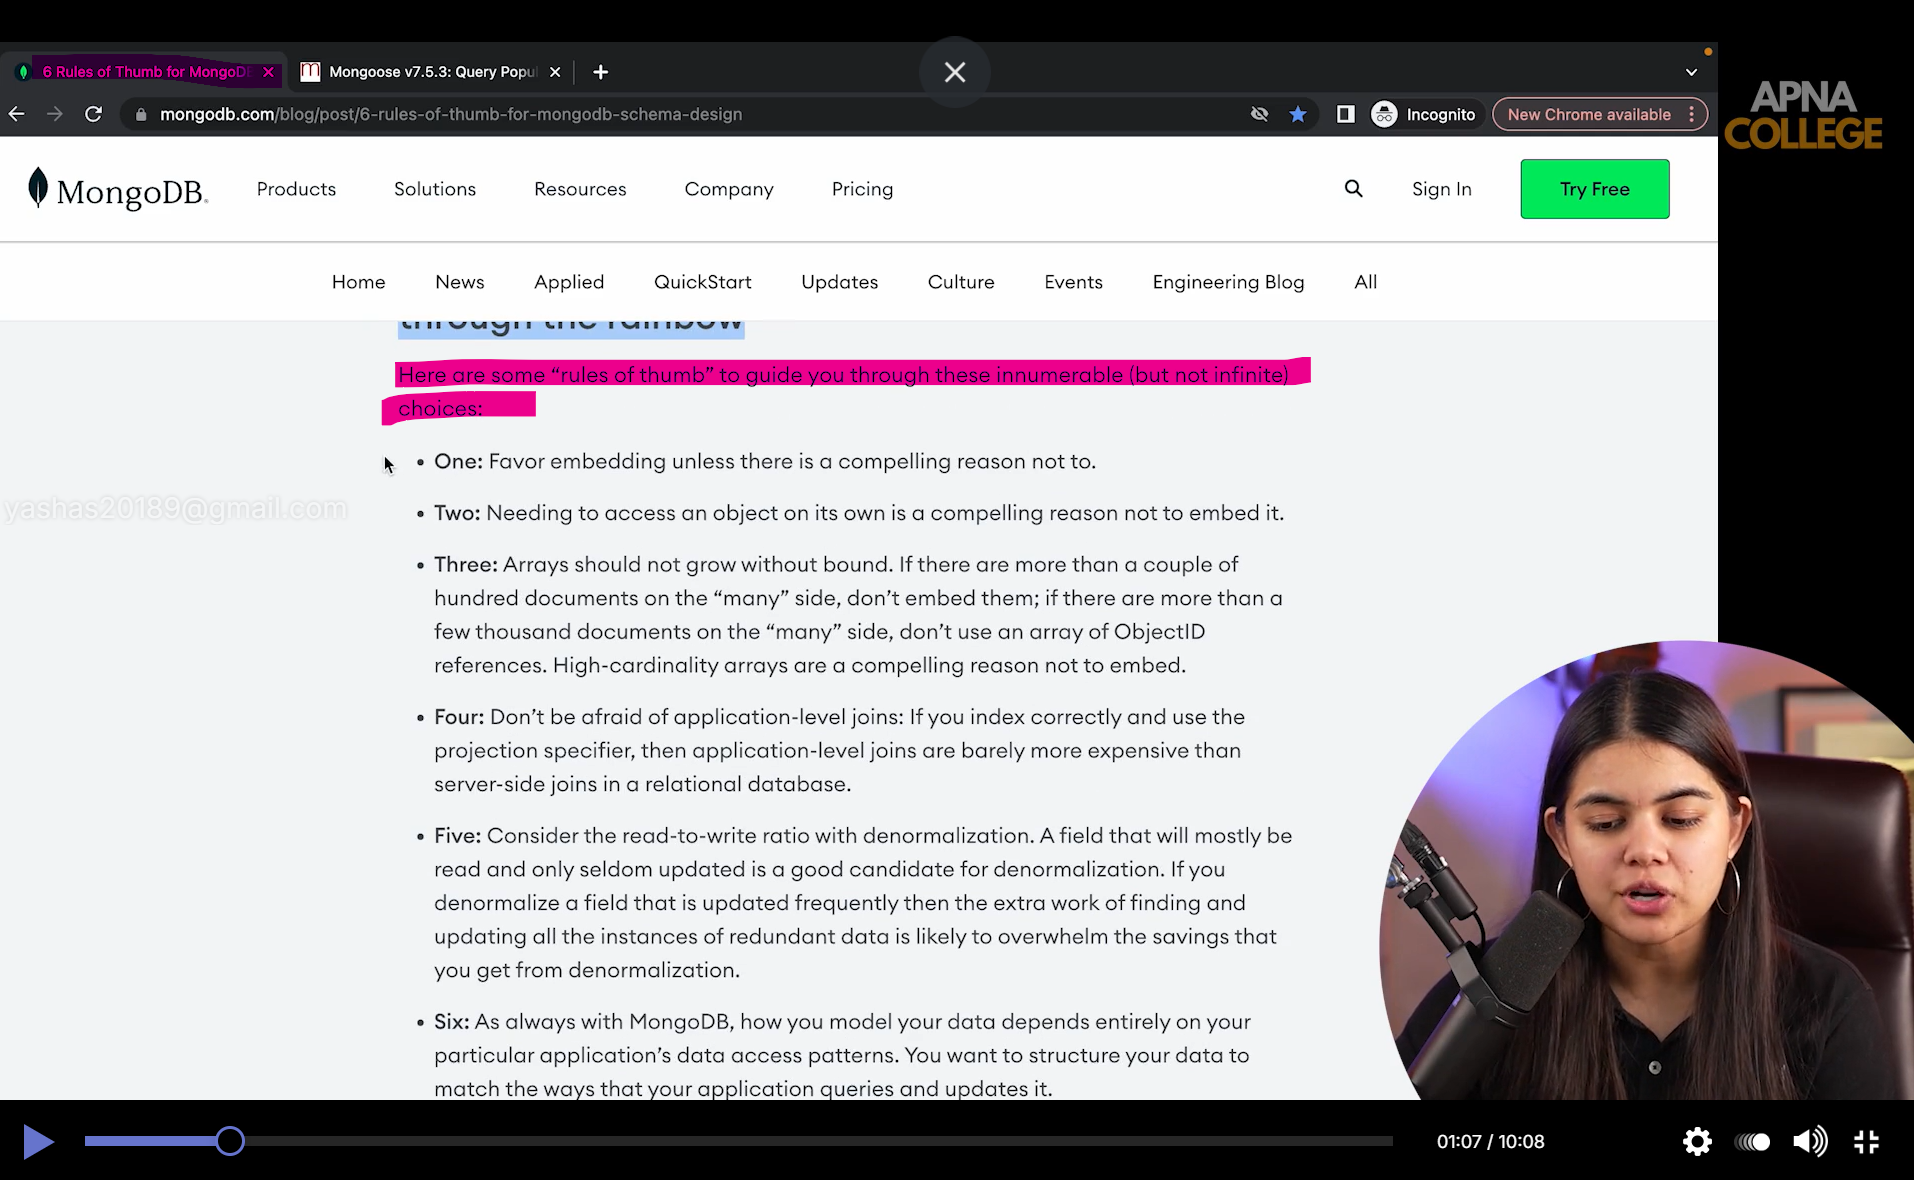 6 Rules of Thumb for MongoDB
Mongoose v7.5.3: Query Popul
mongodb.com/blog/post/6-rules-of-thumb-for-mongodb-schema-design
Incognito
New Chrome available
APNA
COLLEGE
MongoDB.
Products
Solutions
Resources
Company
Pricing
Sign In
Try Free
Home
News
Applied
QuickStart
Updates
Culture
Events
Engineering Blog
All
through the rainbow
Here are some “rules of thumb” to guide you through these innumerable (but not infinite)
choices:
• One: Favor embedding unless there is a compelling reason not to.
yashas20189@gmail.com
• Two: Needing to access an object on its own is a compelling reason not to embed it.
• Three: Arrays should not grow without bound. If there are more than a couple of
hundred documents on the “many” side, don’t embed them; if there are more than a
few thousand documents on the “many” side, don’t use an array of ObjectID
references. High-cardinality arrays are a compelling reason not to embed.
• Four: Don’t be afraid of application-level joins: If you index correctly and use the
projection specifier, then application-level joins are barely more expensive than
server-side joins in a relational database.
• Five: Consider the read-to-write ratio with denormalization. A field that will mostly be
read and only seldom updated is a good candidate for denormalization. If you
denormalize a field that is updated frequently then the extra work of finding and
updating all the instances of redundant data is likely to overwhelm the savings that
you get from denormalization.
• Six: As always with MongoDB, how you model your data depends entirely on your
particular application’s data access patterns. You want to structure your data to
match the ways that your application queries and updates it.
01:07 / 10:08